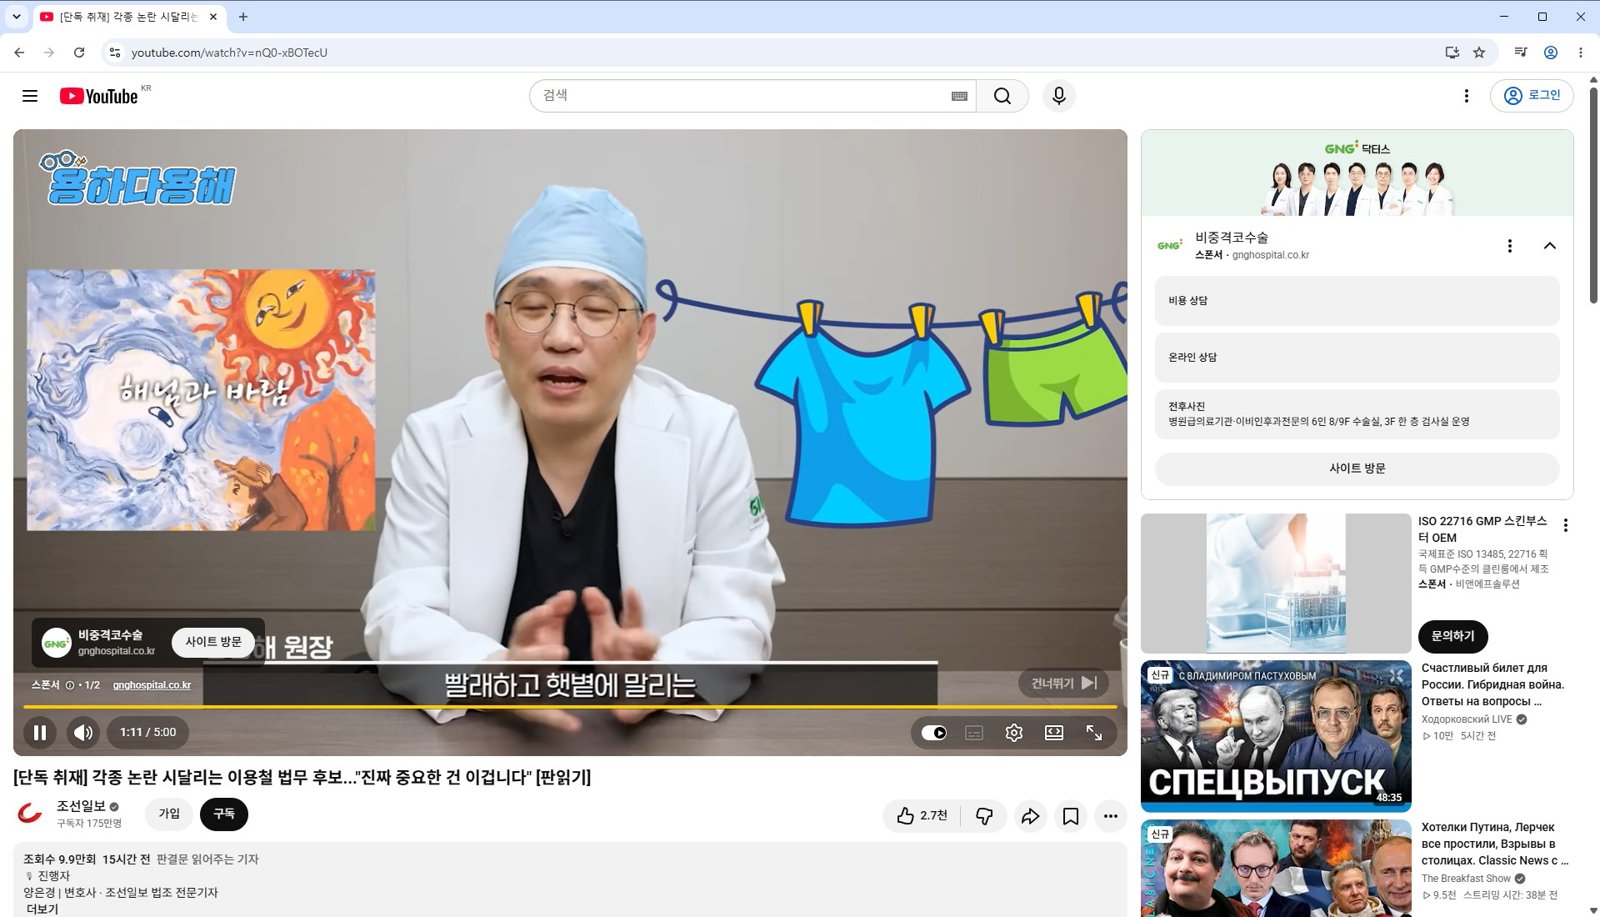 [단독 취재] 각종 논란 시달리는
youtube.com/watch?v=nQ0-xBOTecU
YouTube KR
검색
로그인
용하다용해
해님과 바람
비중격코수술
gnghospital.co.kr
사이트 방문
해 원장
스폰서 · 1/2 gnghospital.co.kr
빨래하고 햇볕에 말리는
건너뛰기
1:11 / 5:00
[단독 취재] 각종 논란 시달리는 이용철 법무 후보..."진짜 중요한 건 이겁니다" [판읽기]
조선일보
구독자 175만명
가입
구독
2.7천
조회수 9.9만회 15시간 전 판결문 읽어주는 기자
🎙 진행자
양은경 | 변호사 · 조선일보 법조 전문기자
더보기
GNG 닥터스
GNG
비중격코수술
스폰서 · gnghospital.co.kr
비용 상담
온라인 상담
전후사진
병원급의료기관·이비인후과전문의 6인 8/9F 수술실, 3F 한 층 검사실 운영
사이트 방문
ISO 22716 GMP 스킨부스
터 OEM
국제표준 ISO 13485, 22716 획
득 GMP수준의 클린룸에서 제조
스폰서 · 비앤에프솔루션
문의하기
신규
С ВЛАДИМИРОМ ПАСТУХОВЫМ
СПЕЦВЫПУСК
48:35
Счастливый билет для
России. Гибридная война.
Ответы на вопросы ...
Ходорковский LIVE
10만 5시간 전
신규
Хотелки Путина, Лерчек
все простили, Взрывы в
столицах. Classic News с ...
The Breakfast Show
9.5천 스트리밍 시간: 38분 전